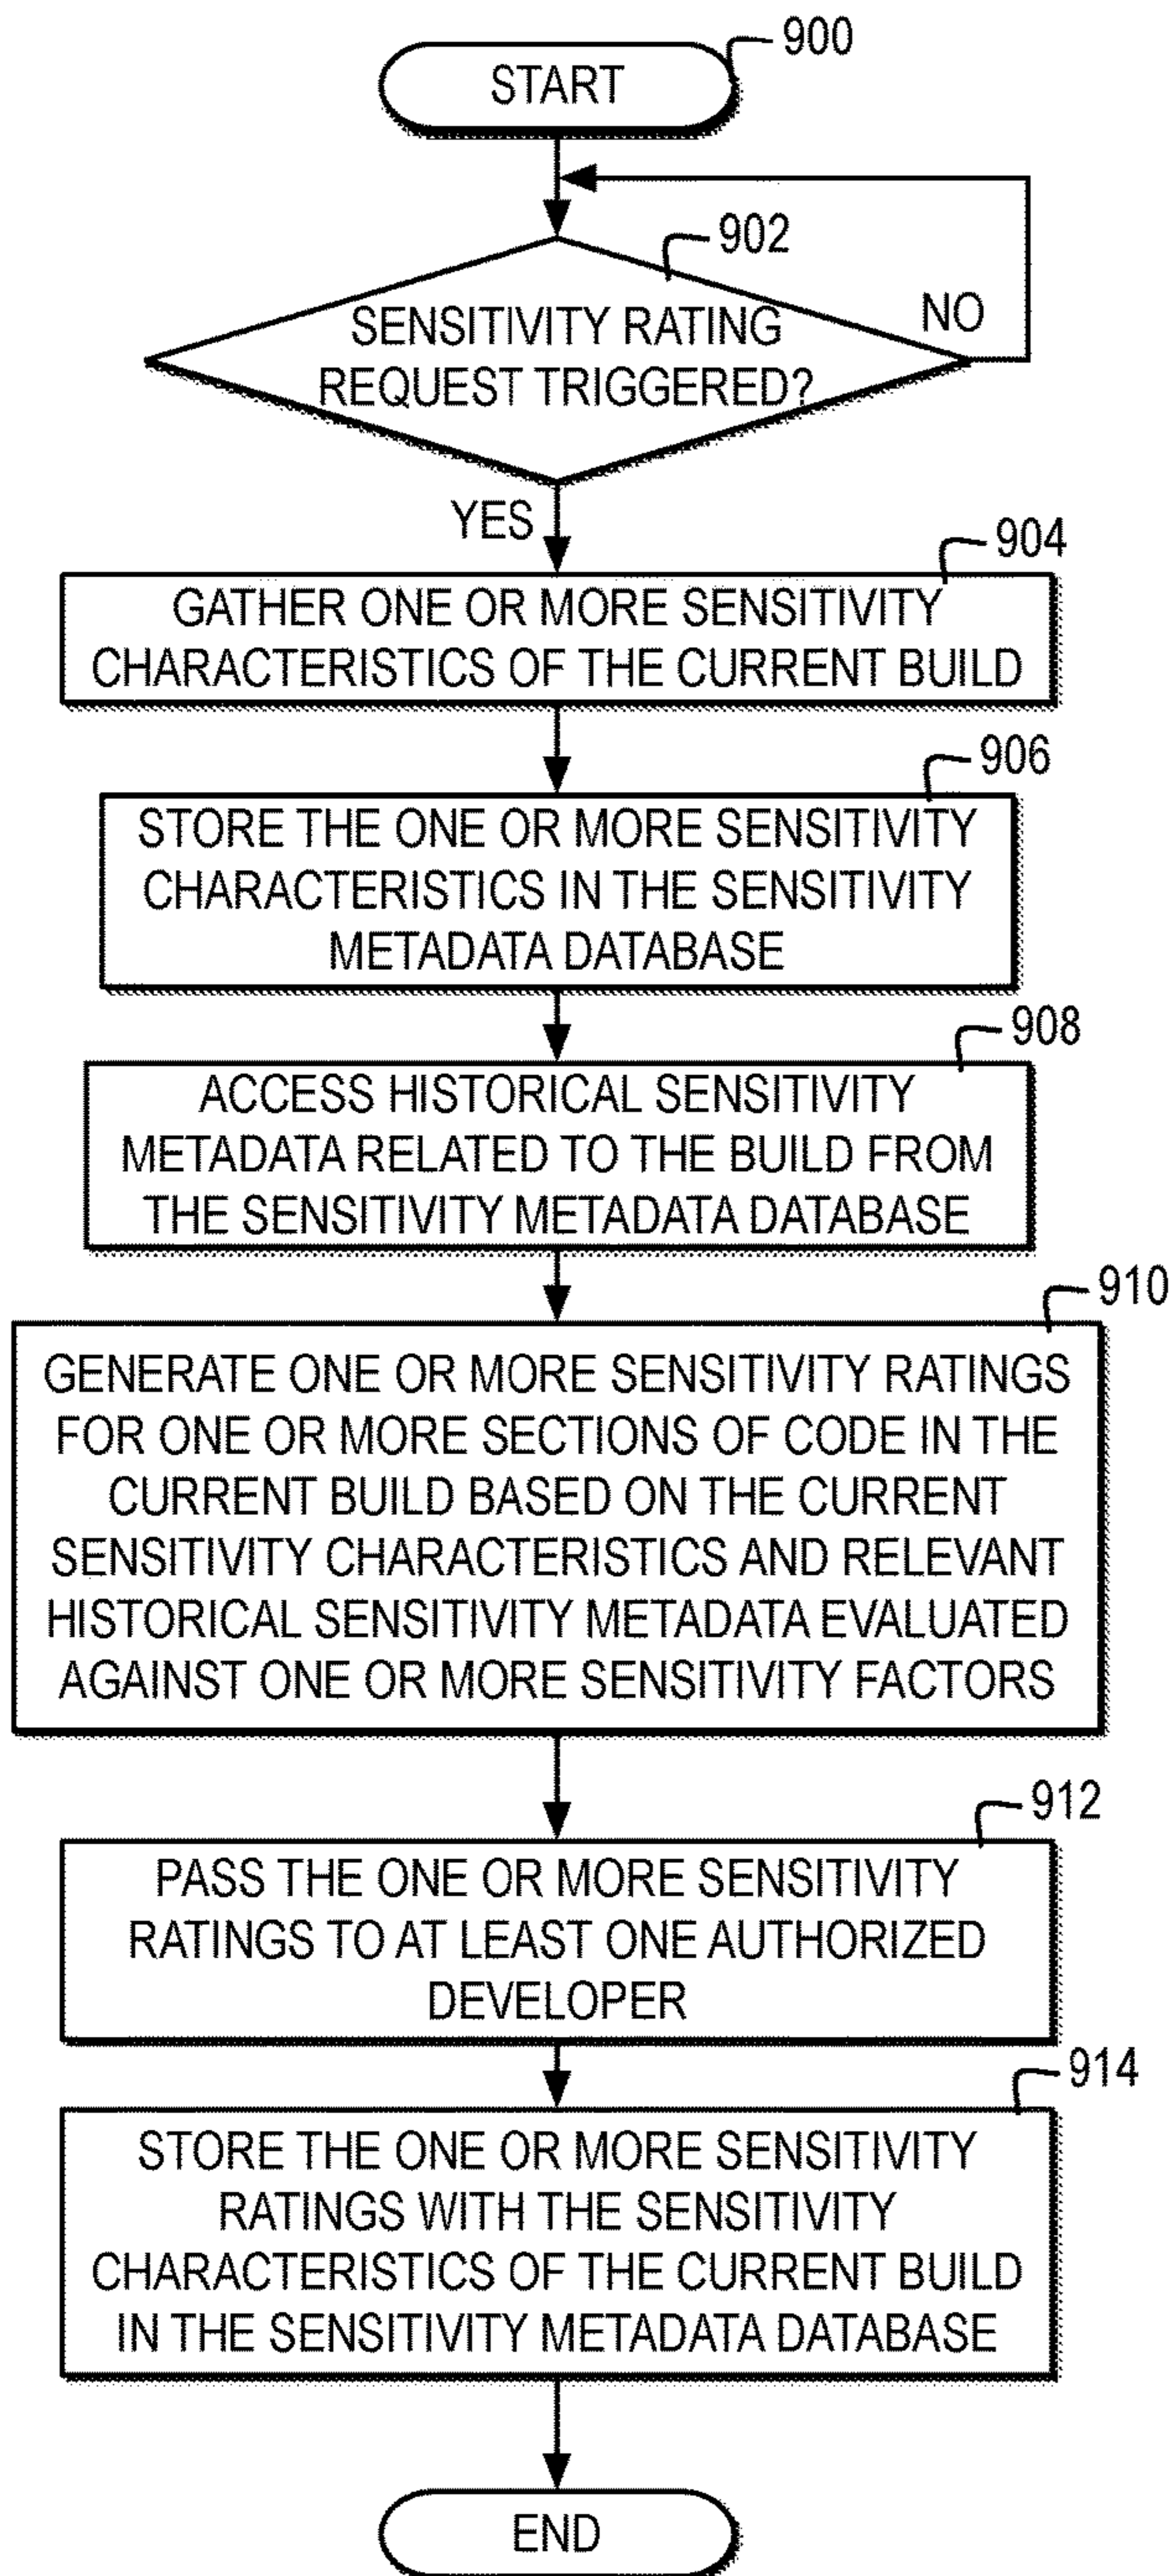 900
START
902
SENSITIVITY RATING
REQUEST TRIGGERED?
NO
YES
904
GATHER ONE OR MORE SENSITIVITY
CHARACTERISTICS OF THE CURRENT BUILD
906
STORE THE ONE OR MORE SENSITIVITY
CHARACTERISTICS IN THE SENSITIVITY
METADATA DATABASE
908
ACCESS HISTORICAL SENSITIVITY
METADATA RELATED TO THE BUILD FROM
THE SENSITIVITY METADATA DATABASE
910
GENERATE ONE OR MORE SENSITIVITY RATINGS
FOR ONE OR MORE SECTIONS OF CODE IN THE
CURRENT BUILD BASED ON THE CURRENT
SENSITIVITY CHARACTERISTICS AND RELEVANT
HISTORICAL SENSITIVITY METADATA EVALUATED
AGAINST ONE OR MORE SENSITIVITY FACTORS
912
PASS THE ONE OR MORE SENSITIVITY
RATINGS TO AT LEAST ONE AUTHORIZED
DEVELOPER
914
STORE THE ONE OR MORE SENSITIVITY
RATINGS WITH THE SENSITIVITY
CHARACTERISTICS OF THE CURRENT BUILD
IN THE SENSITIVITY METADATA DATABASE
END